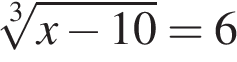 ∛(x − 10) = 6